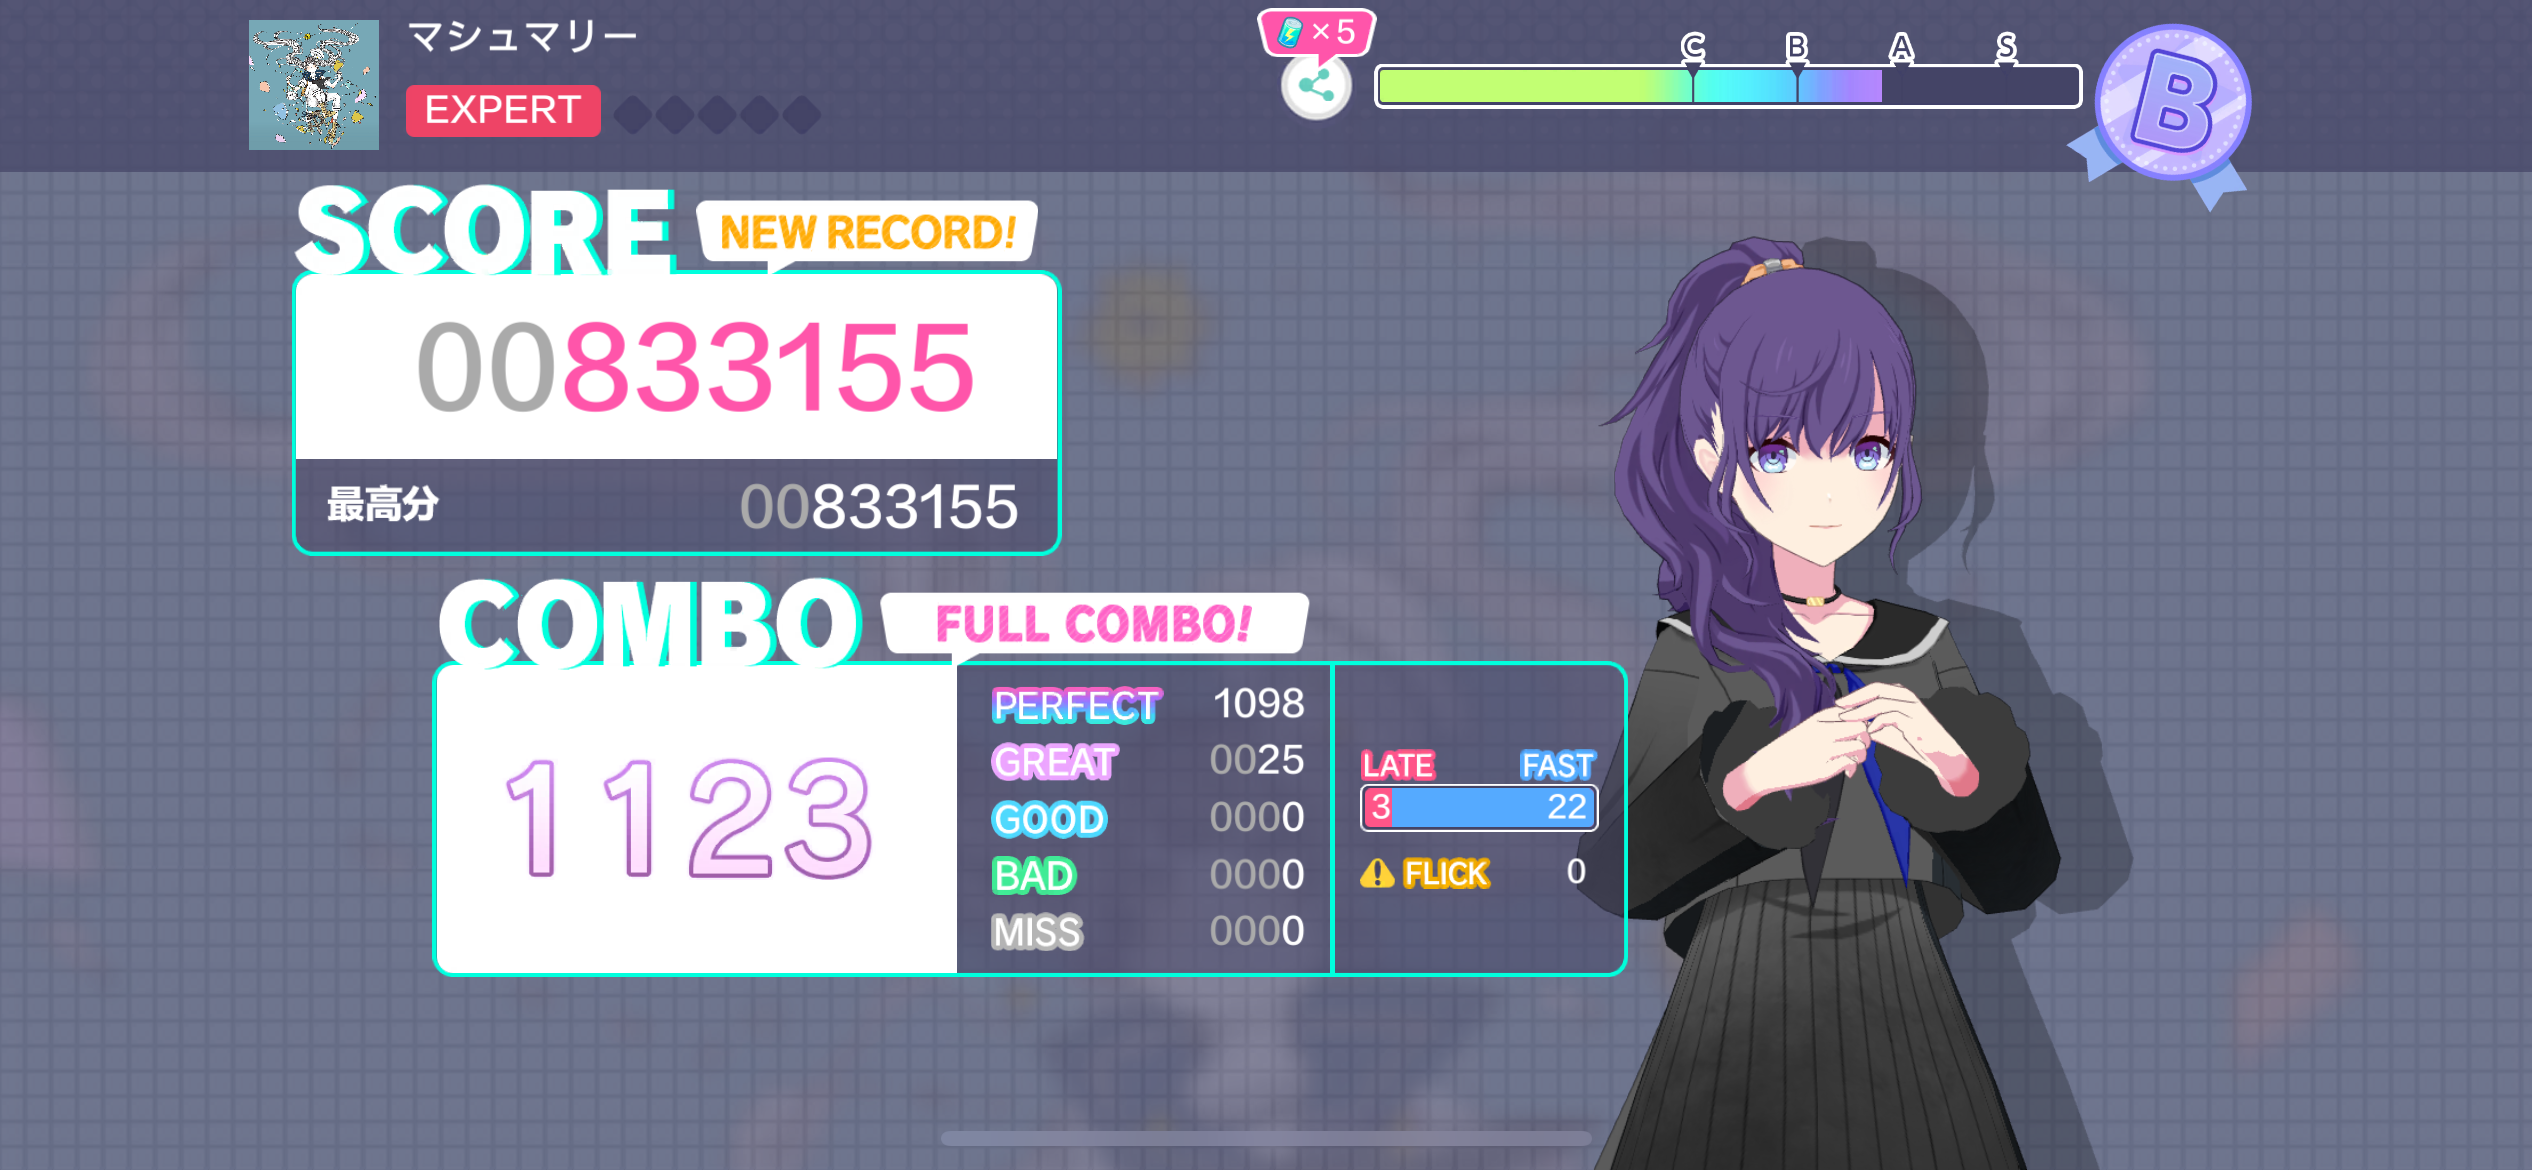 マシュマリー
EXPERT
×5
C B A S
B
SCORE
NEW RECORD!
00833155
最高分
00833155
COMBO
FULL COMBO!
1123
PERFECT 1098
GREAT 0025
GOOD 0000
BAD 0000
MISS 0000
LATE FAST
3 22
FLICK 0